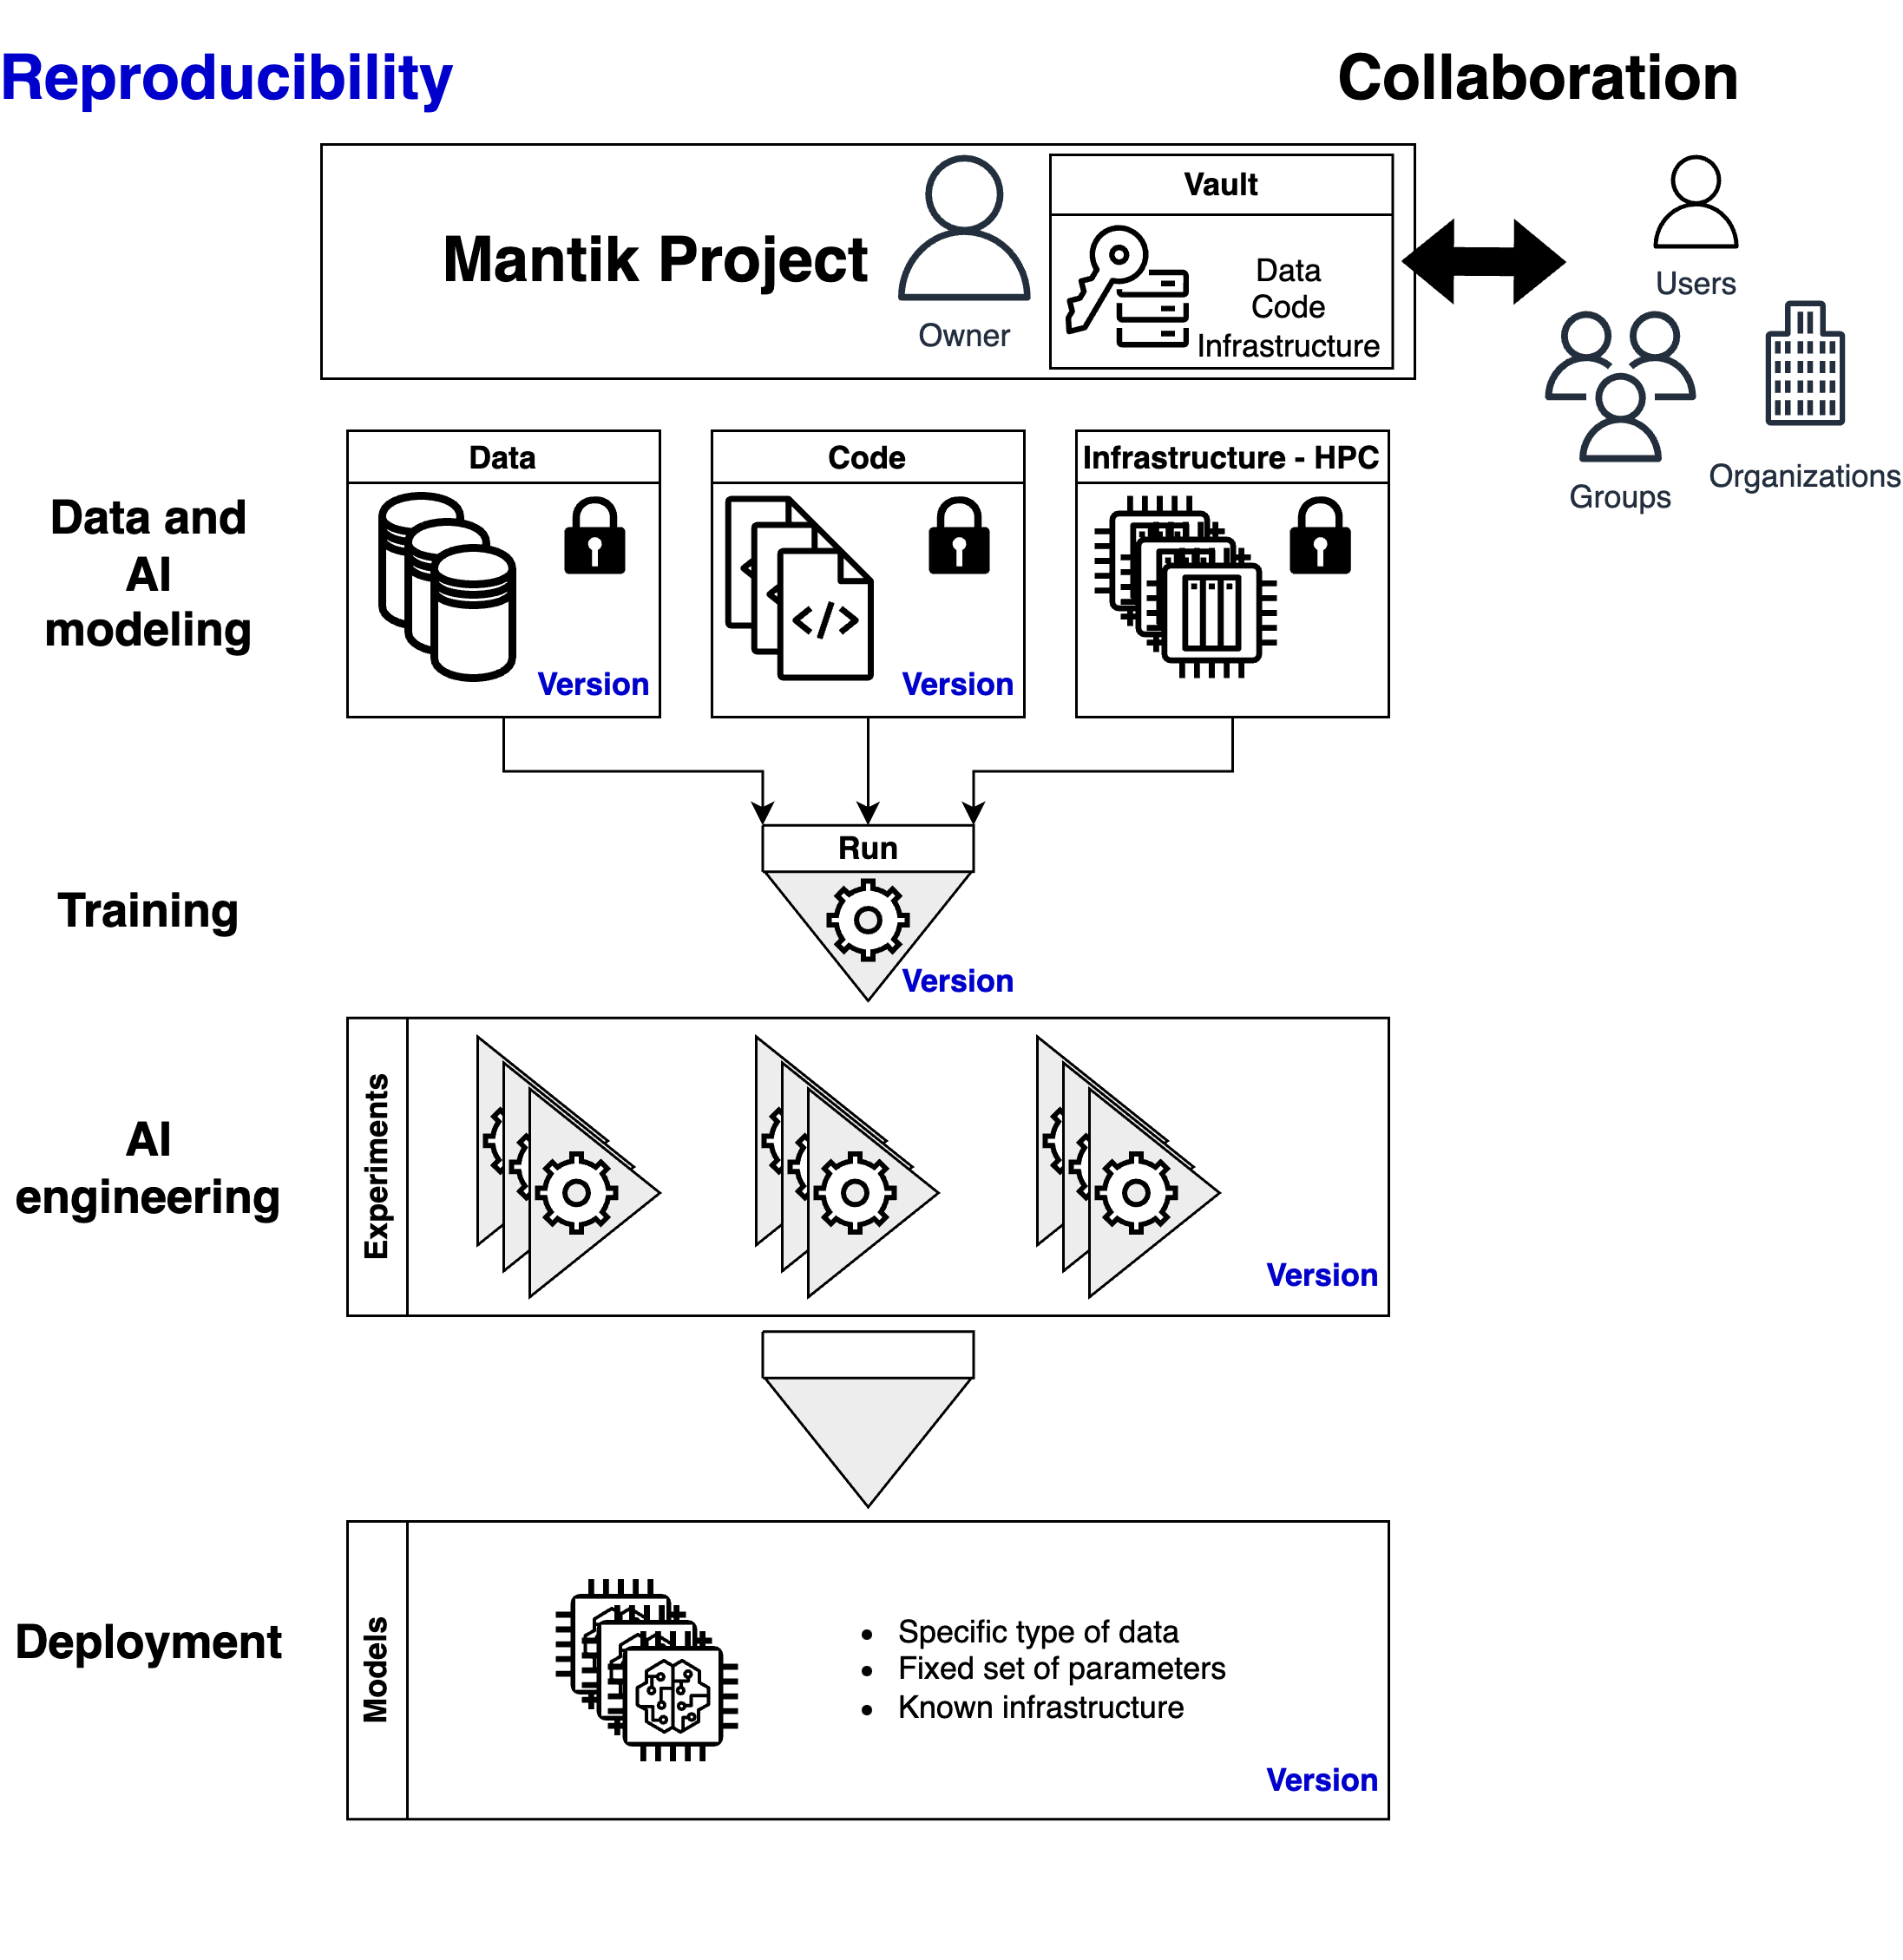 Reproducibility
Collaboration
Mantik Project
Owner
Vault
Data
Code
Infrastructure
Users
Groups
Organizations
Data and
AI
modeling
Data
Version
Code
</>
Version
Infrastructure - HPC
Training
Run
Version
AI
engineering
Experiments
Version
Deployment
Models
• Specific type of data
• Fixed set of parameters
• Known infrastructure
Version